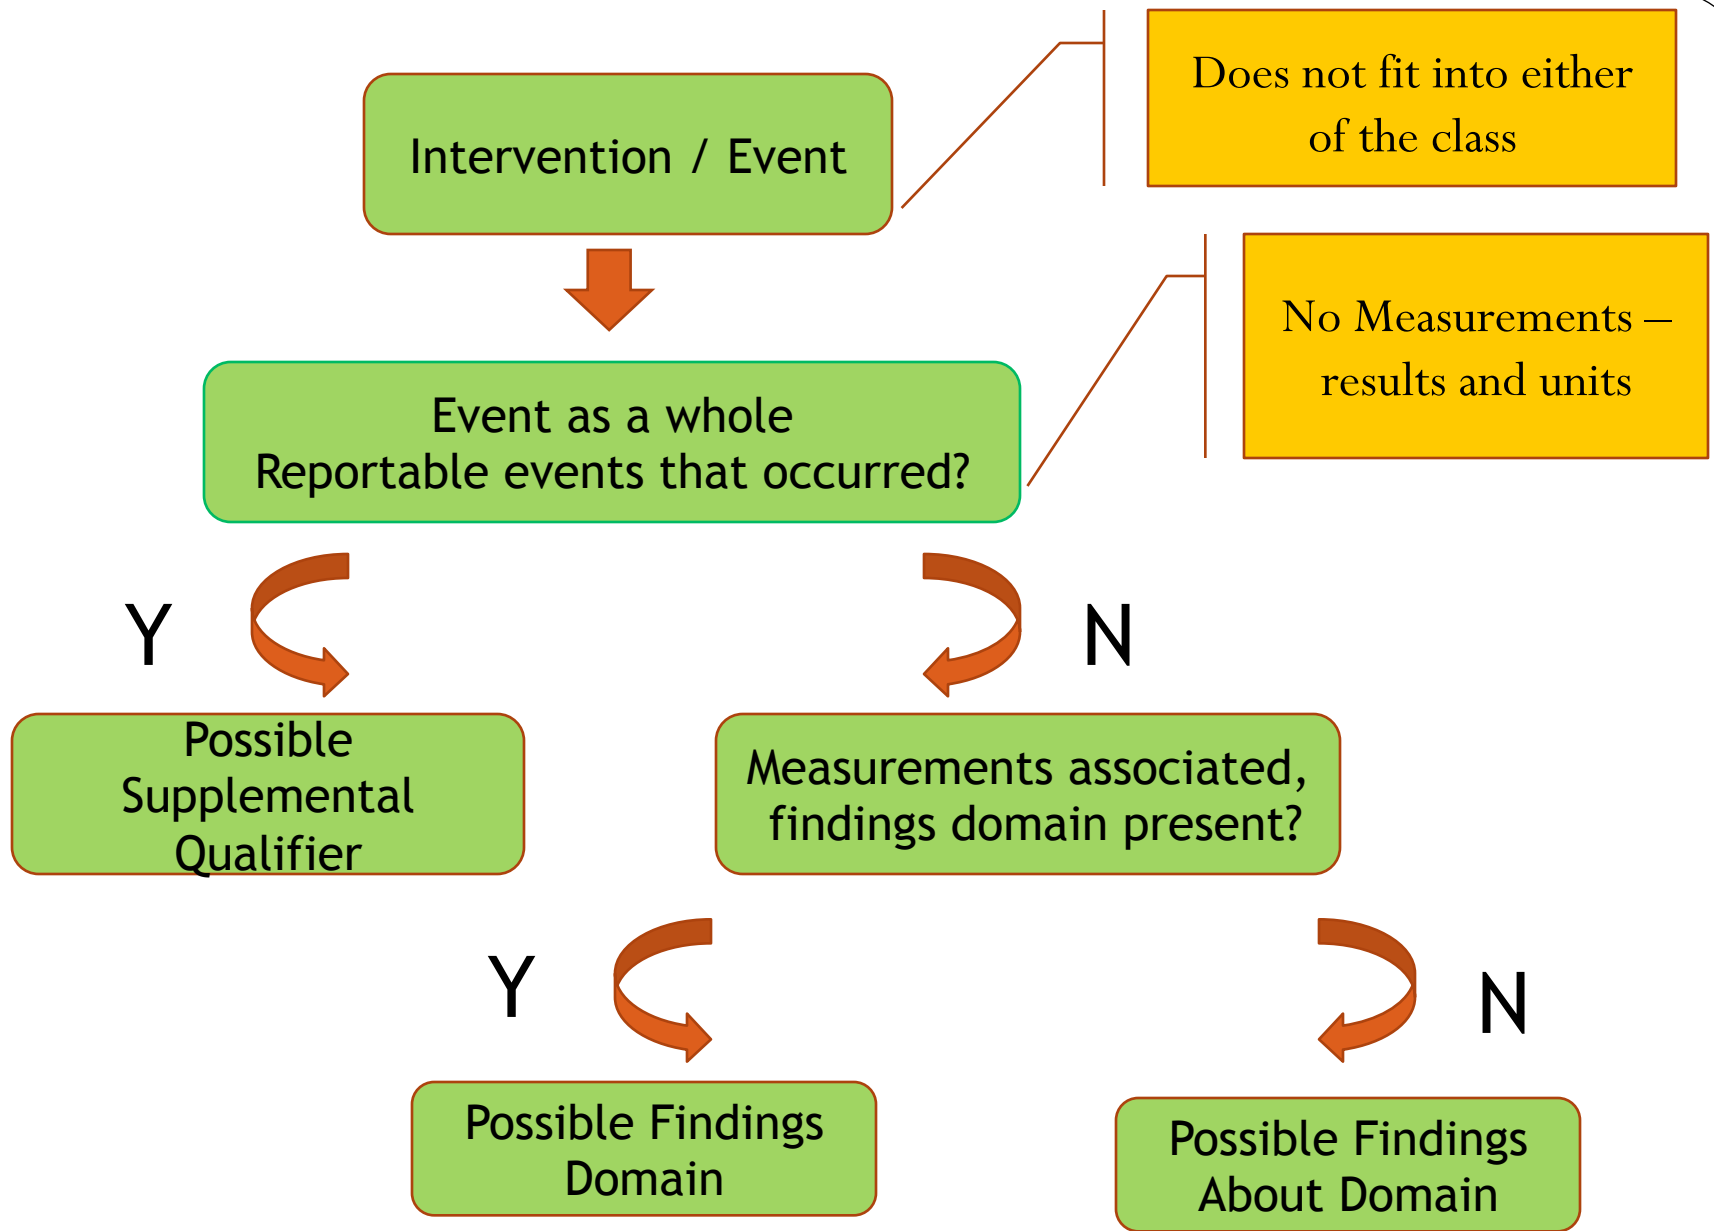 Does not fit into either
of the class
Intervention / Event
No Measurements –
results and units
Event as a whole
Reportable events that occurred?
Y
N
Possible
Supplemental
Qualifier
Measurements associated,
findings domain present?
Y
N
Possible Findings
Domain
Possible Findings
About Domain